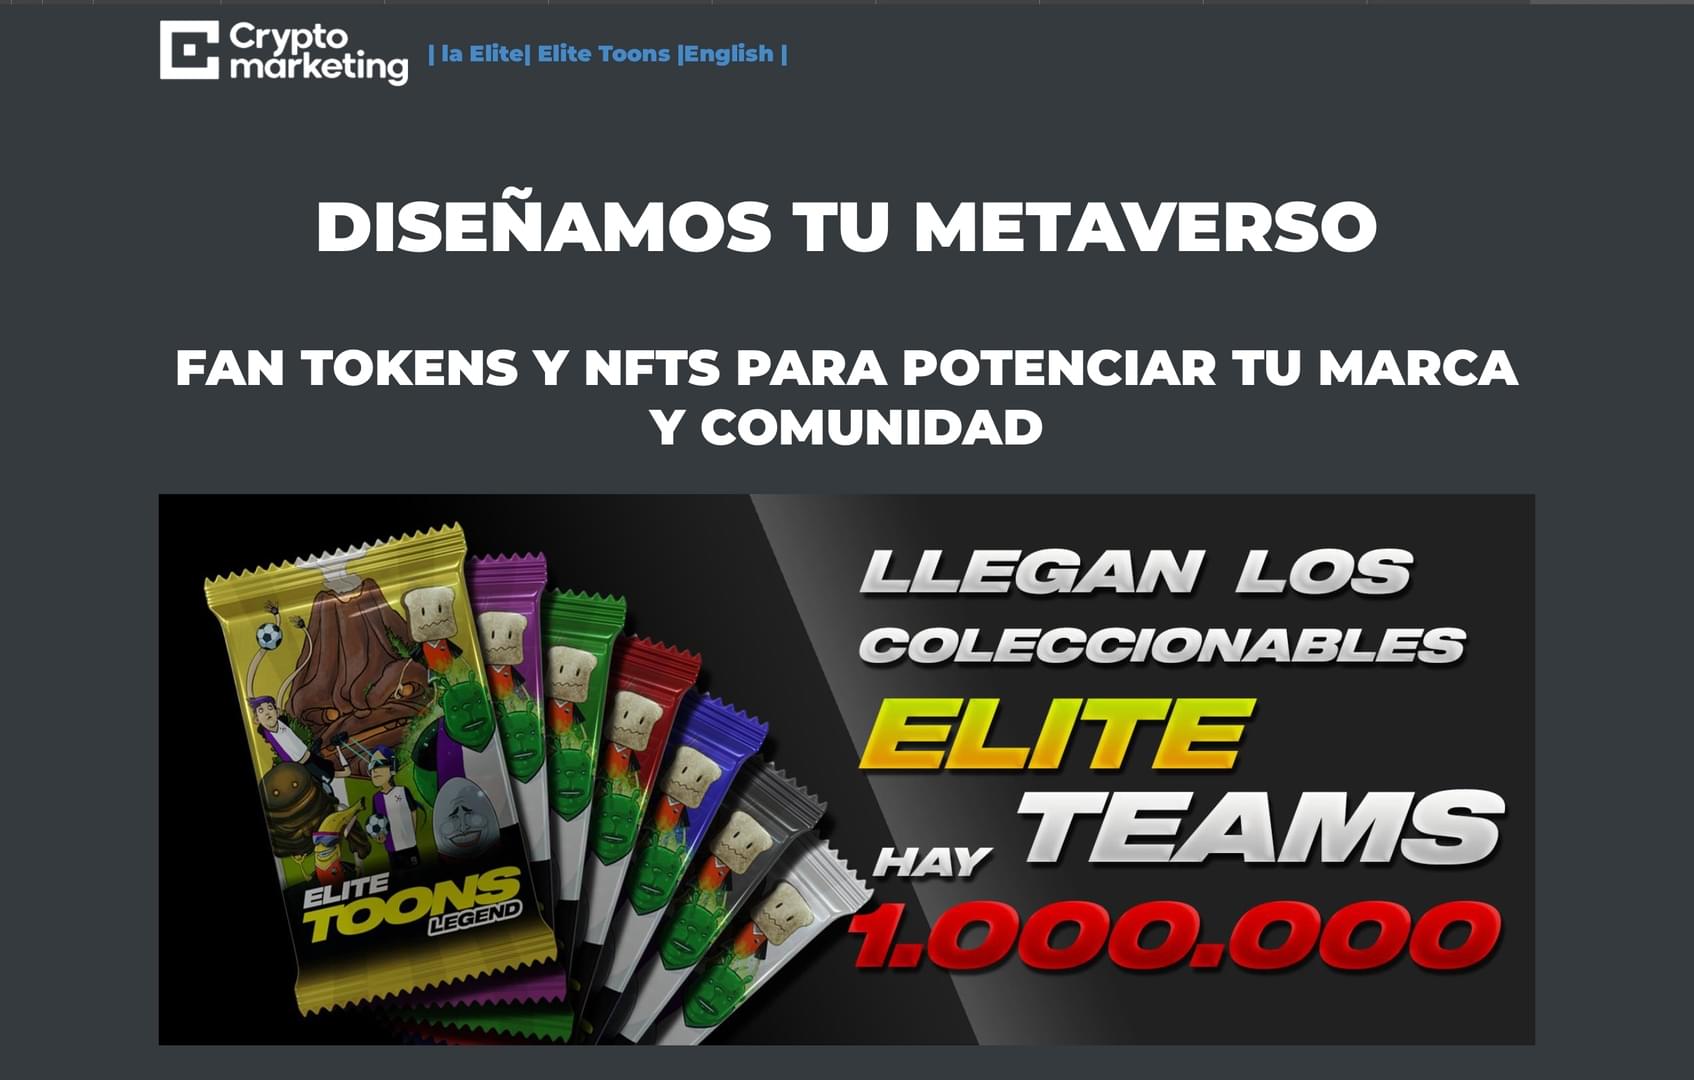 Crypto
marketing
| la Elite| Elite Toons |English |
DISEÑAMOS TU METAVERSO
FAN TOKENS Y NFTS PARA POTENCIAR TU MARCA
Y COMUNIDAD
ELITE
TOONS
LEGEND
LLEGAN LOS
COLECCIONABLES
ELITE
TEAMS
HAY
1.000.000